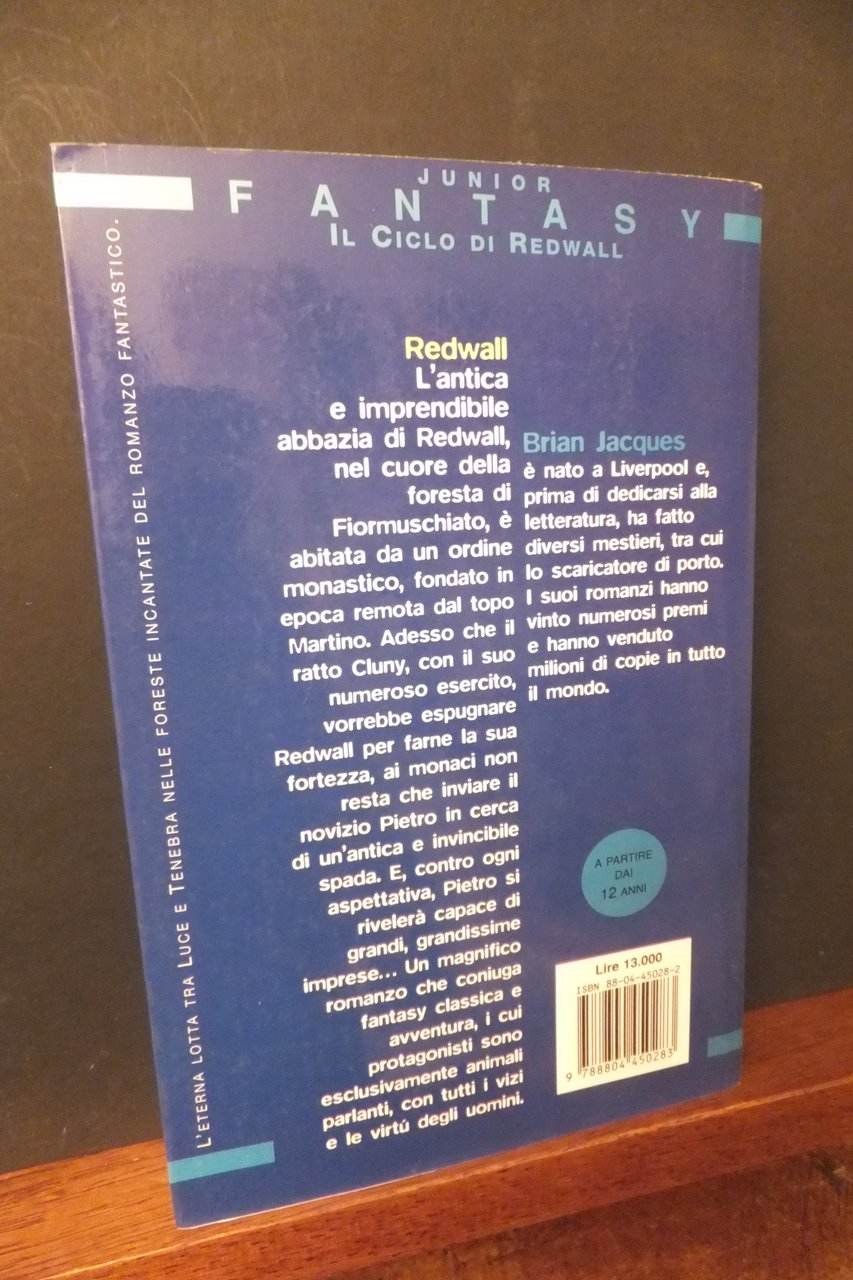 JUNIOR
FANTASY
IL CICLO DI REDWALL
L'ETERNA LOTTA TRA LUCE E TENEBRA NELLE FORESTE INCANTATE DEL ROMANZO FANTASTICO.
Redwall
L'antica
e imprendibile
abbazia di Redwall,
nel cuore della
foresta di
Fiormuschiato, è
abitata da un ordine
monastico, fondato in
epoca remota dal topo
Martino. Adesso che il
ratto Cluny, con il suo
numeroso esercito,
vorrebbe espugnare
Redwall per farne la sua
fortezza, ai monaci non
resta che inviare il
novizio Pietro in cerca
di un'antica e invincibile
spada. E, contro ogni
aspettativa, Pietro si
rivelerà capace di
grandi, grandissime
imprese... Un magnifico
romanzo che coniuga
fantasy classica e
avventura, i cui
protagonisti sono
esclusivamente animali
parlanti, con tutti i vizi
e le virtú degli uomini.
Brian Jacques
è nato a Liverpool e,
prima di dedicarsi alla
letteratura, ha fatto
diversi mestieri, tra cui
lo scaricatore di porto.
I suoi romanzi hanno
vinto numerosi premi
e hanno venduto
milioni di copie in tutto
il mondo.
A PARTIRE
DAI
12 ANNI
Lire 13.000
ISBN 88-04-45028-2
9 788804 450283